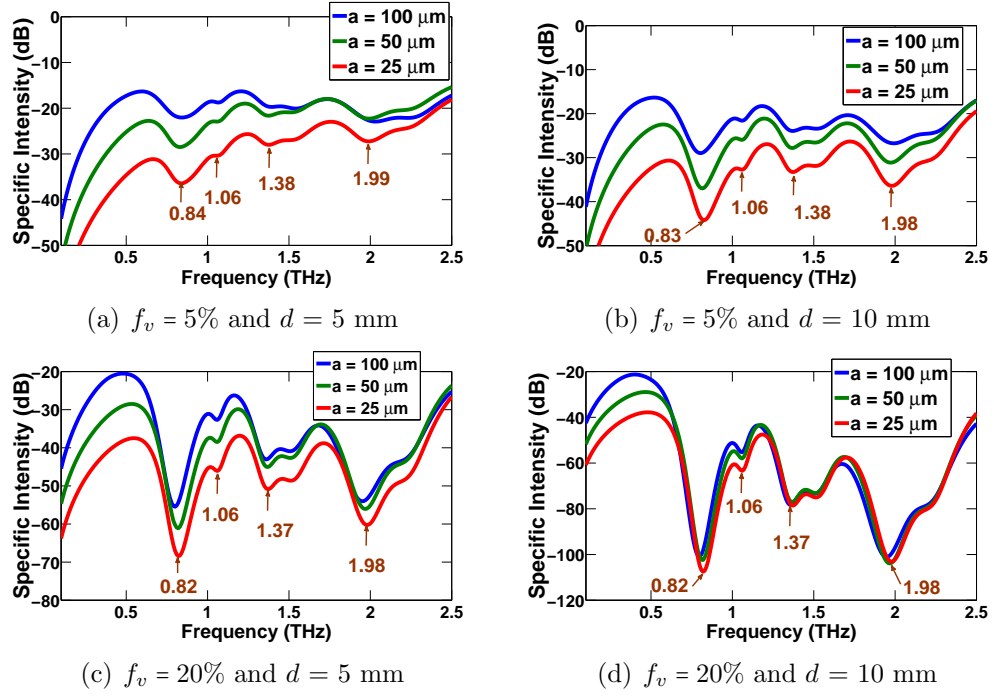 0
−10
−20
−30
−40
−50
Specific Intensity (dB)
a = 100 μm
a = 50 μm
a = 25 μm
0.84
1.06
1.38
1.99
0.5
1
1.5
2
2.5
Frequency (THz)
(a) f_v = 5% and d = 5 mm
0
−10
−20
−30
−40
−50
Specific Intensity (dB)
a = 100 μm
a = 50 μm
a = 25 μm
0.83
1.06
1.38
1.98
0.5
1
1.5
2
2.5
Frequency (THz)
(b) f_v = 5% and d = 10 mm
−20
−30
−40
−50
−60
−70
−80
Specific Intensity (dB)
a = 100 μm
a = 50 μm
a = 25 μm
0.82
1.06
1.37
1.98
0.5
1
1.5
2
2.5
Frequency (THz)
(c) f_v = 20% and d = 5 mm
−20
−40
−60
−80
−100
−120
Specific Intensity (dB)
a = 100 μm
a = 50 μm
a = 25 μm
0.82
1.06
1.37
1.98
0.5
1
1.5
2
2.5
Frequency (THz)
(d) f_v = 20% and d = 10 mm